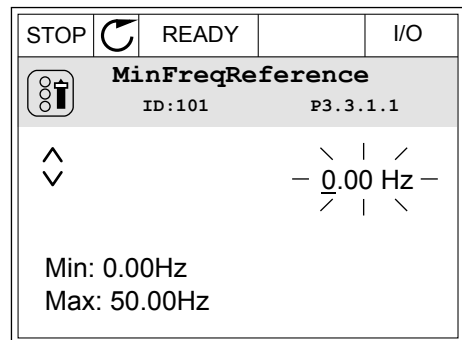 STOP READY I/O
MinFreqReference
ID:101 P3.3.1.1
0.00 Hz
Min: 0.00Hz
Max: 50.00Hz